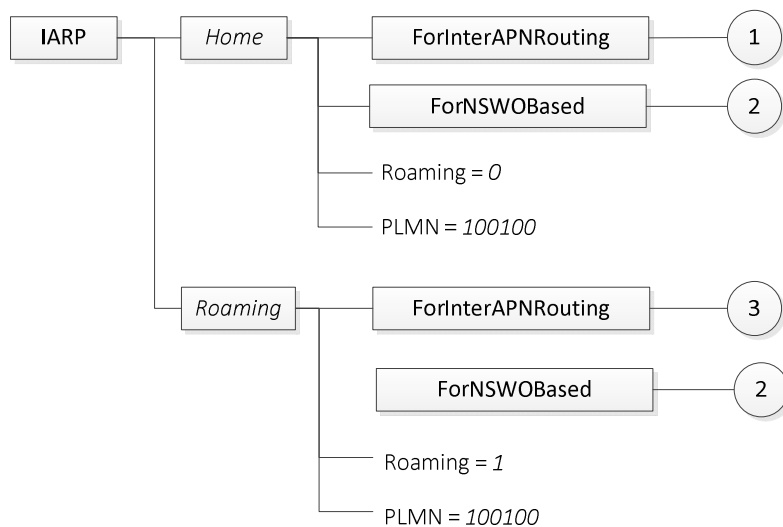 IARP
Home
ForInterAPNRouting
1
ForNSWOBased
2
Roaming = 0
PLMN = 100100
Roaming
ForInterAPNRouting
3
ForNSWOBased
2
Roaming = 1
PLMN = 100100